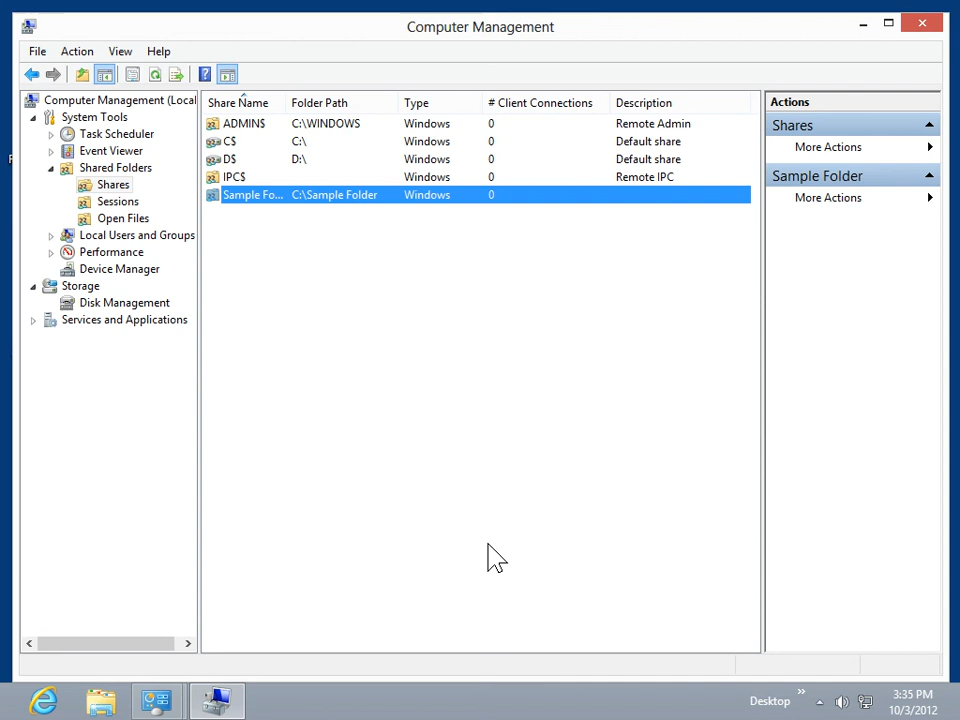 Computer Management
File Action View Help
Computer Management (Local
System Tools
Task Scheduler
Event Viewer
Shared Folders
Shares
Sessions
Open Files
Local Users and Groups
Performance
Device Manager
Storage
Disk Management
Services and Applications
Share Name Folder Path Type # Client Connections Description
ADMIN$ C:\WINDOWS Windows 0 Remote Admin
C$ C:\ Windows 0 Default share
D$ D:\ Windows 0 Default share
IPC$ Windows 0 Remote IPC
Sample Fo... C:\Sample Folder Windows 0
Actions
Shares
More Actions
Sample Folder
More Actions
Desktop
3:35 PM
10/3/2012